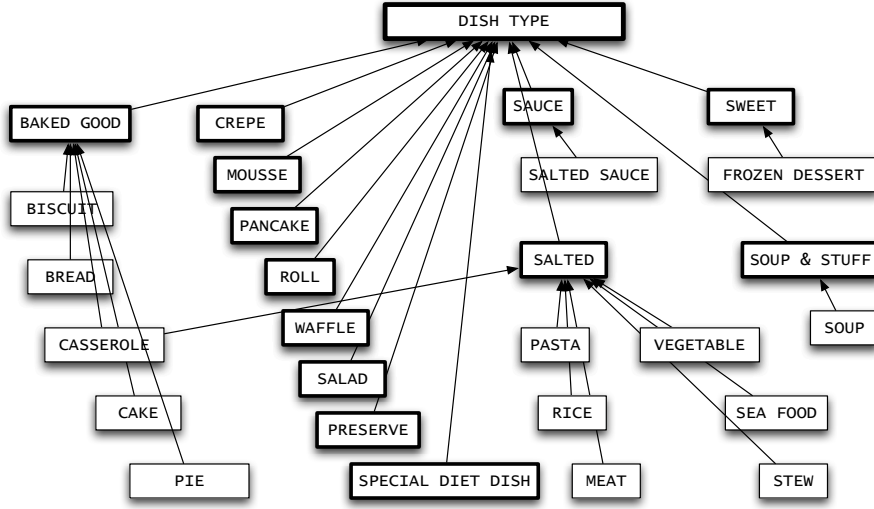 DISH TYPE
BAKED GOOD
CREPE
SAUCE
SWEET
MOUSSE
SALTED SAUCE
FROZEN DESSERT
BISCUIT
PANCAKE
BREAD
ROLL
SALTED
SOUP & STUFF
WAFFLE
SOUP
CASSEROLE
PASTA
VEGETABLE
SALAD
CAKE
RICE
SEA FOOD
PRESERVE
PIE
SPECIAL DIET DISH
MEAT
STEW